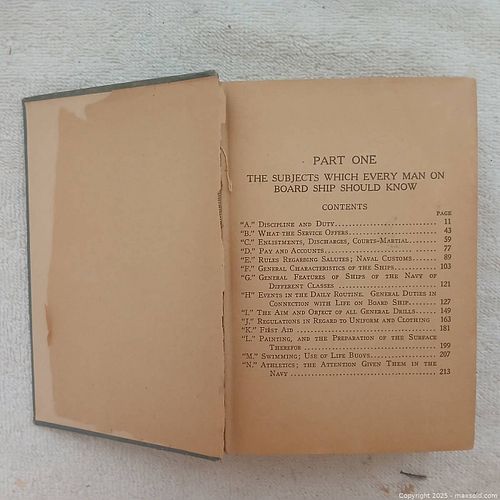 PART ONE
THE SUBJECTS WHICH EVERY MAN ON
BOARD SHIP SHOULD KNOW
CONTENTS
PAGE
"A." Discipline and Duty 11
"B." What the Service Offers 43
"C." Enlistments, Discharges, Courts-Martial 59
"D." Pay and Accounts 77
"E." Rules Regarding Salutes; Naval Customs 89
"F." General Characteristics of the Ships 103
"G." General Features of Ships of the Navy of
Different Classes 121
"H" Events in the Daily Routine. General Duties in
Connection with Life on Board Ship 127
"I." The Aim and Object of all General Drills 149
"J." Regulations in Regard to Uniform and Clothing 163
"K." First Aid 181
"L." Painting, and the Preparation of the Surface
Therefor 199
"M." Swimming; Use of Life Buoys 207
"N." Athletics; the Attention Given Them in the
Navy 213
Copyright © 2025 - maxsold.com